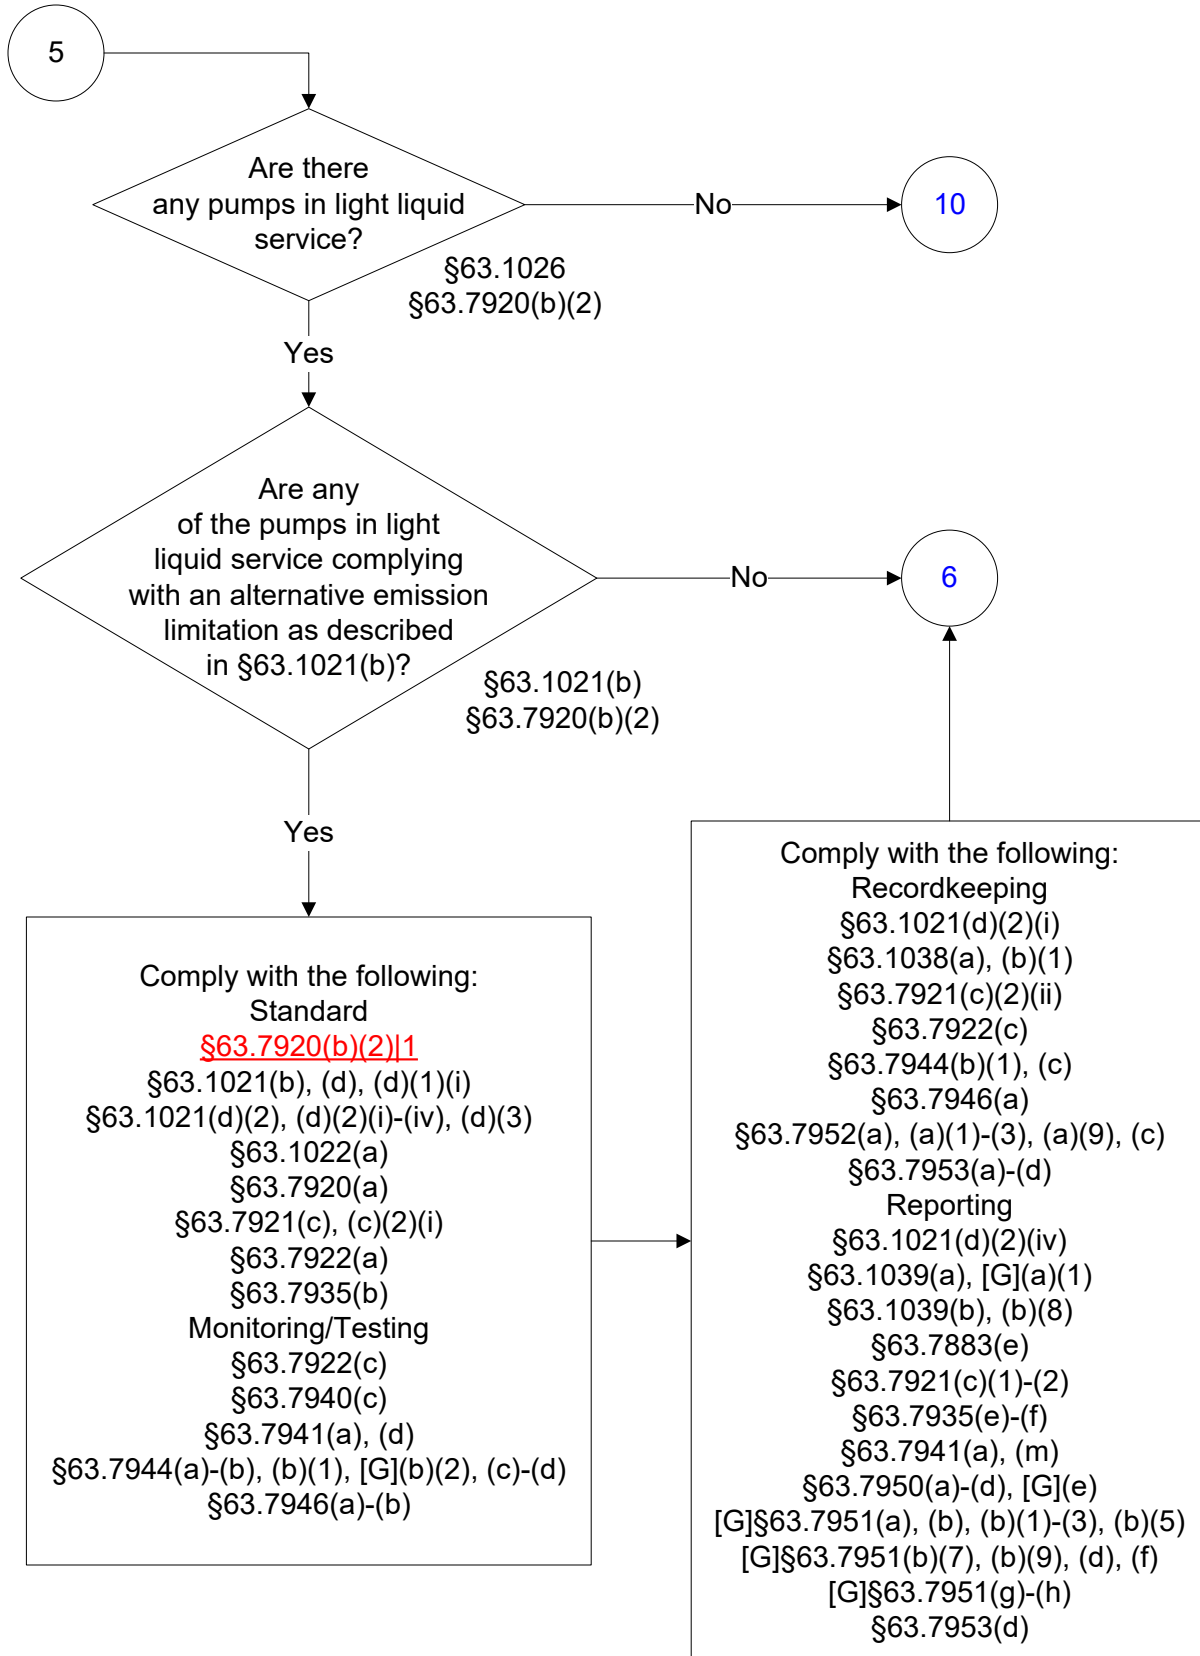 5
Are there
any pumps in light liquid
service?
No
10
§63.1026
§63.7920(b)(2)
Yes
Are any
of the pumps in light
liquid service complying
with an alternative emission
limitation as described
in §63.1021(b)?
No
6
§63.1021(b)
§63.7920(b)(2)
Yes
Comply with the following:
Standard
§63.7920(b)(2)|1
§63.1021(b), (d), (d)(1)(i)
§63.1021(d)(2), (d)(2)(i)-(iv), (d)(3)
§63.1022(a)
§63.7920(a)
§63.7921(c), (c)(2)(i)
§63.7922(a)
§63.7935(b)
Monitoring/Testing
§63.7922(c)
§63.7940(c)
§63.7941(a), (d)
§63.7944(a)-(b), (b)(1), [G](b)(2), (c)-(d)
§63.7946(a)-(b)
Comply with the following:
Recordkeeping
§63.1021(d)(2)(i)
§63.1038(a), (b)(1)
§63.7921(c)(2)(ii)
§63.7922(c)
§63.7944(b)(1), (c)
§63.7946(a)
§63.7952(a), (a)(1)-(3), (a)(9), (c)
§63.7953(a)-(d)
Reporting
§63.1021(d)(2)(iv)
§63.1039(a), [G](a)(1)
§63.1039(b), (b)(8)
§63.7883(e)
§63.7921(c)(1)-(2)
§63.7935(e)-(f)
§63.7941(a), (m)
§63.7950(a)-(d), [G](e)
[G]§63.7951(a), (b), (b)(1)-(3), (b)(5)
[G]§63.7951(b)(7), (b)(9), (d), (f)
[G]§63.7951(g)-(h)
§63.7953(d)